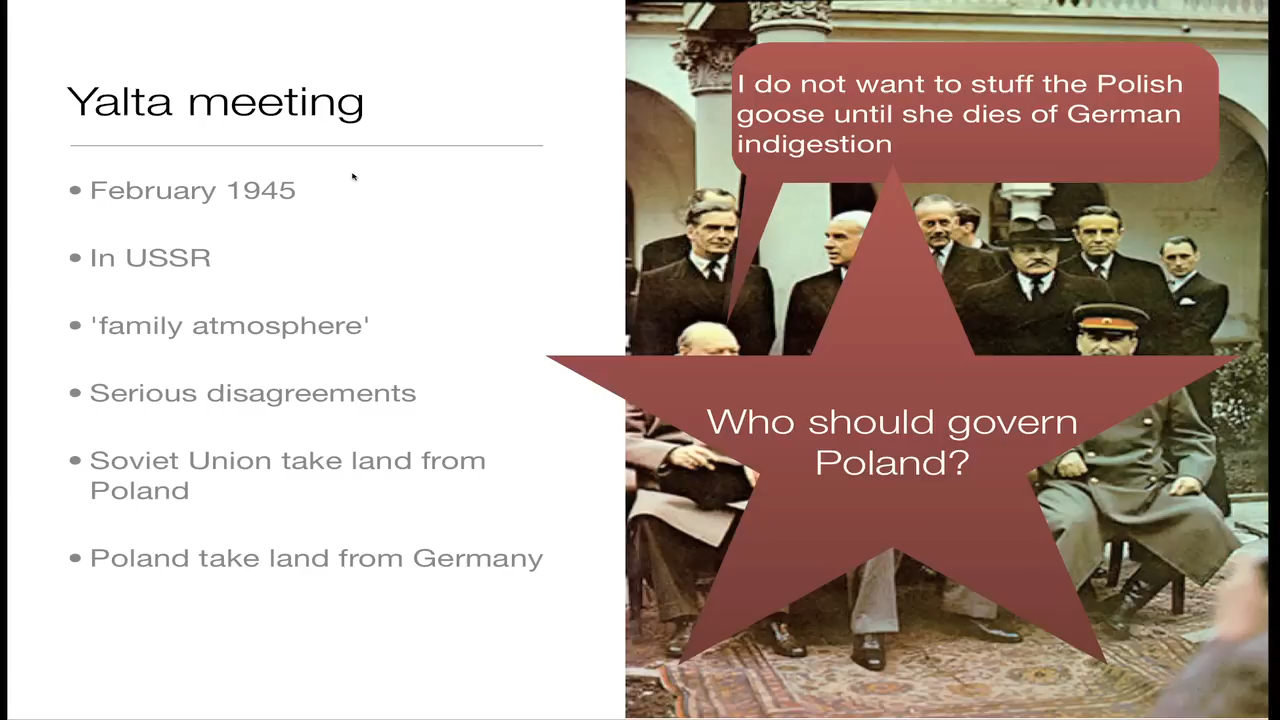 Yalta meeting
• February 1945
• In USSR
• 'family atmosphere'
• Serious disagreements
• Soviet Union take land from
Poland
• Poland take land from Germany
I do not want to stuff the Polish
goose until she dies of German
indigestion
Who should govern
Poland?